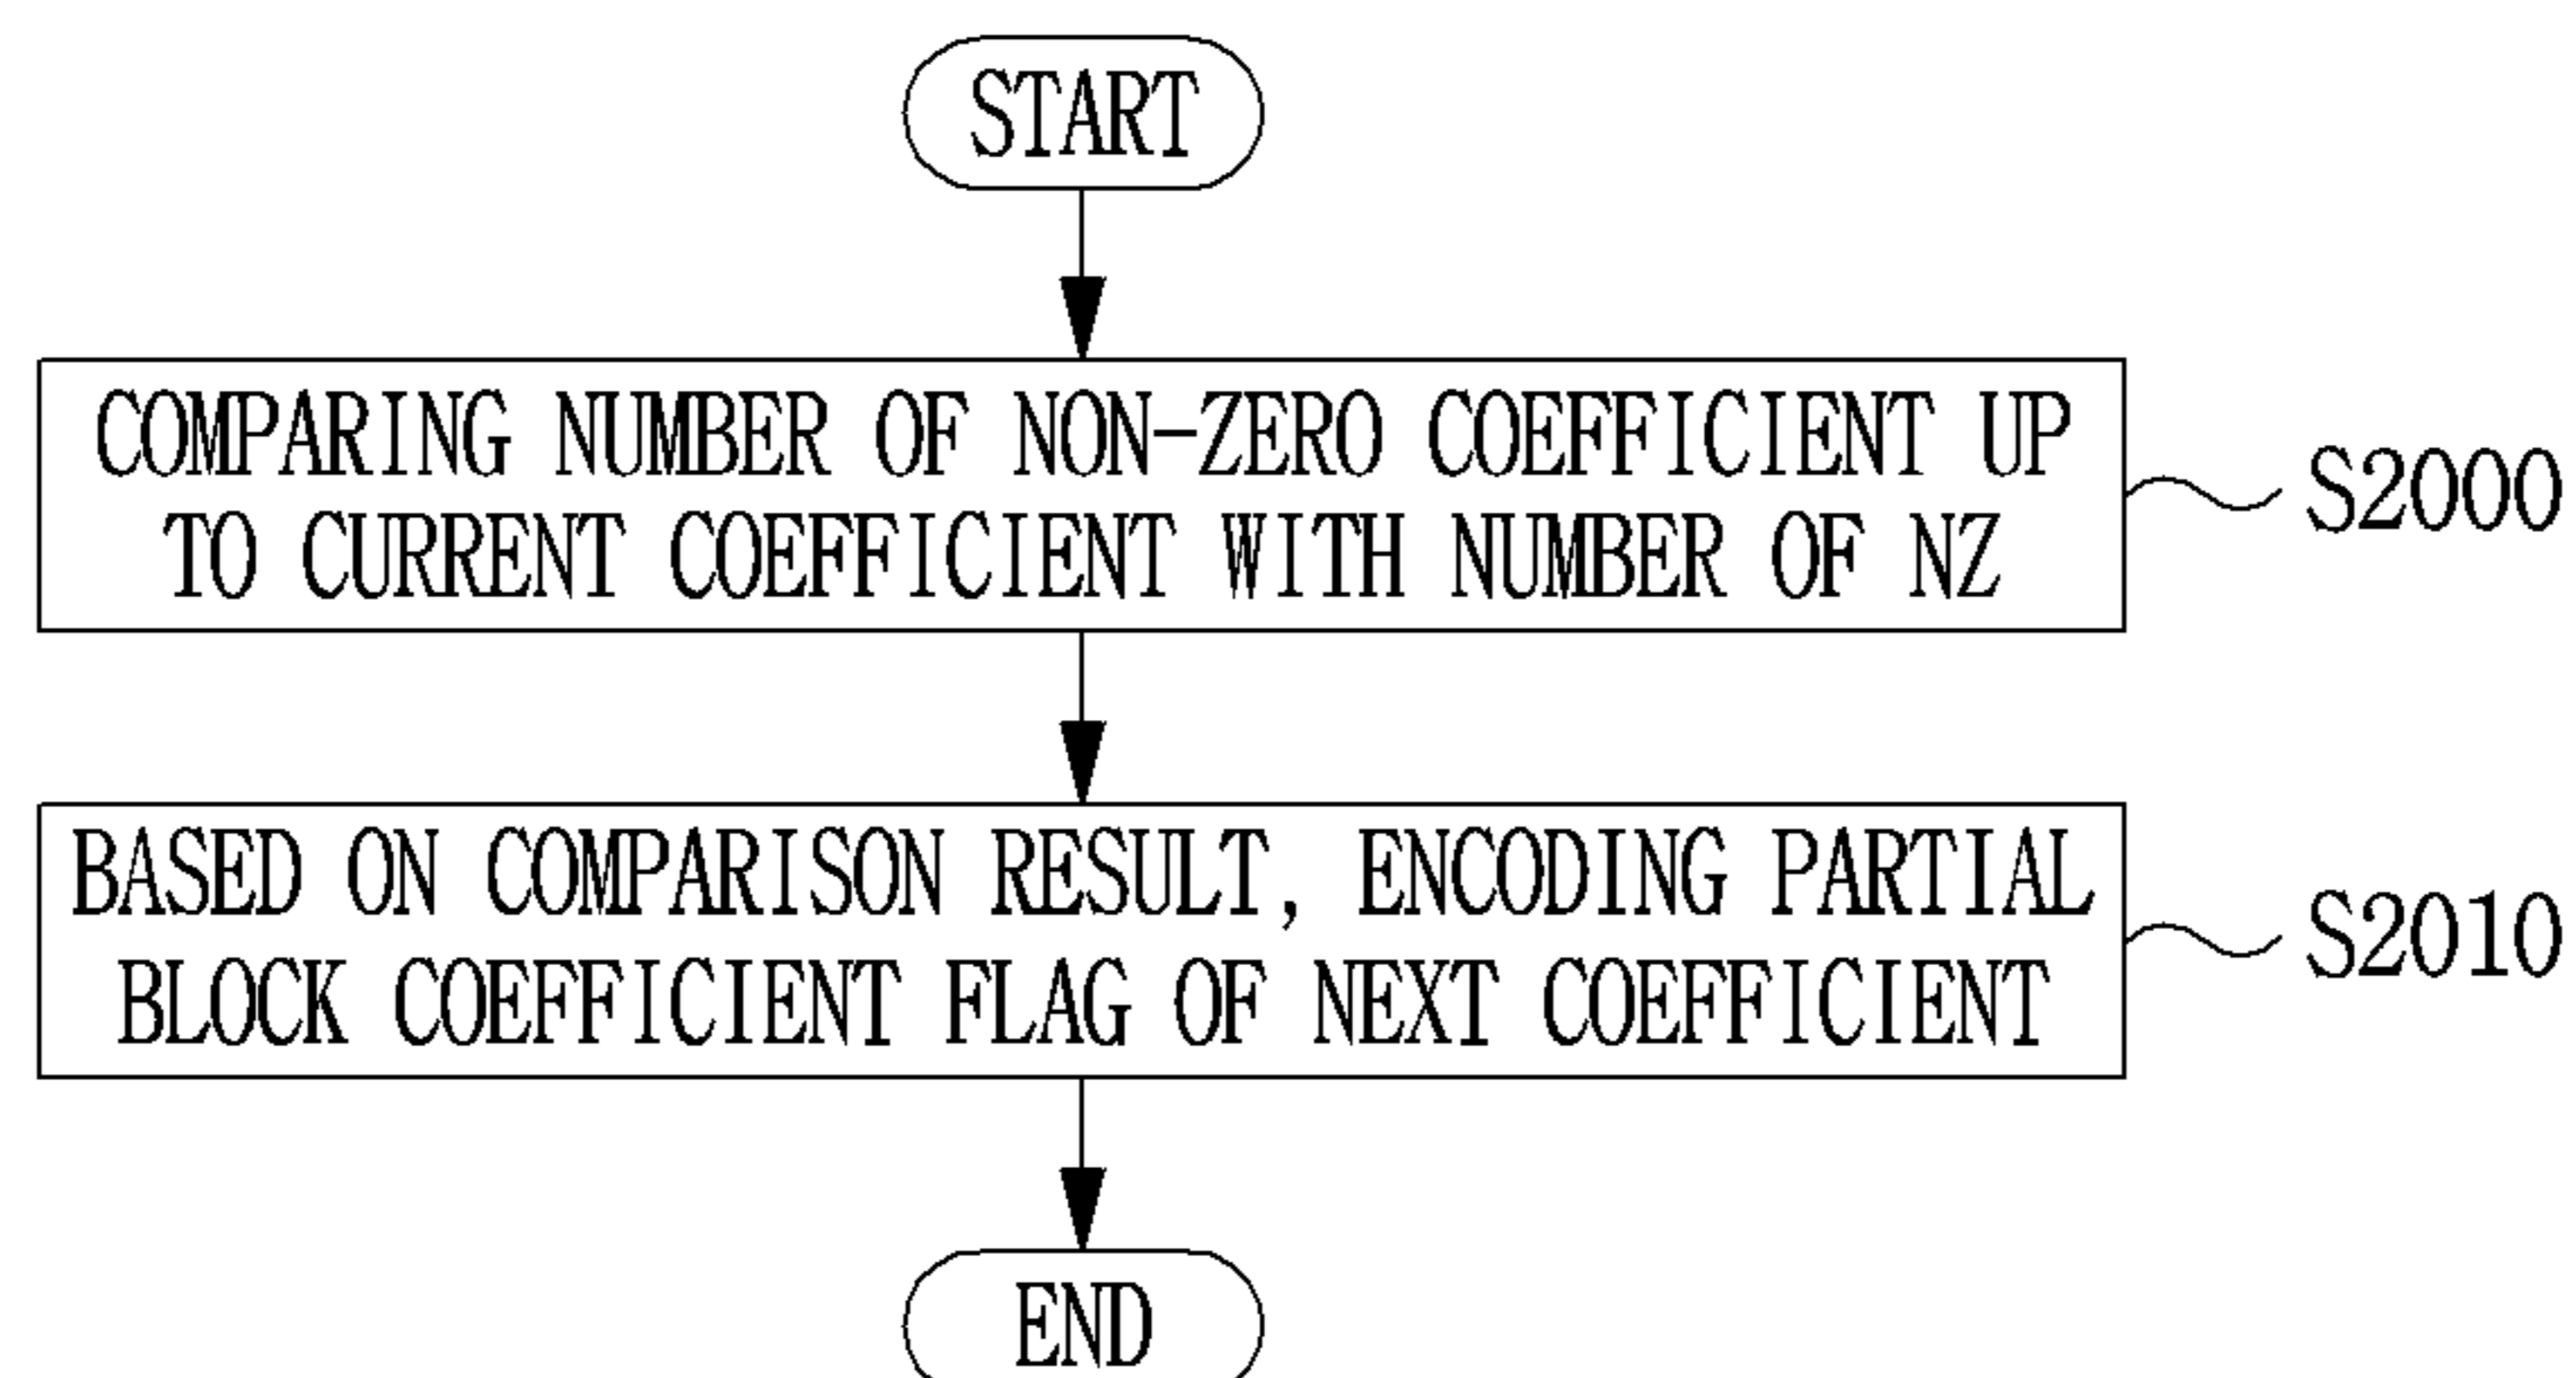 START
COMPARING NUMBER OF NON-ZERO COEFFICIENT UP
TO CURRENT COEFFICIENT WITH NUMBER OF NZ
S2000
BASED ON COMPARISON RESULT, ENCODING PARTIAL
BLOCK COEFFICIENT FLAG OF NEXT COEFFICIENT
S2010
END